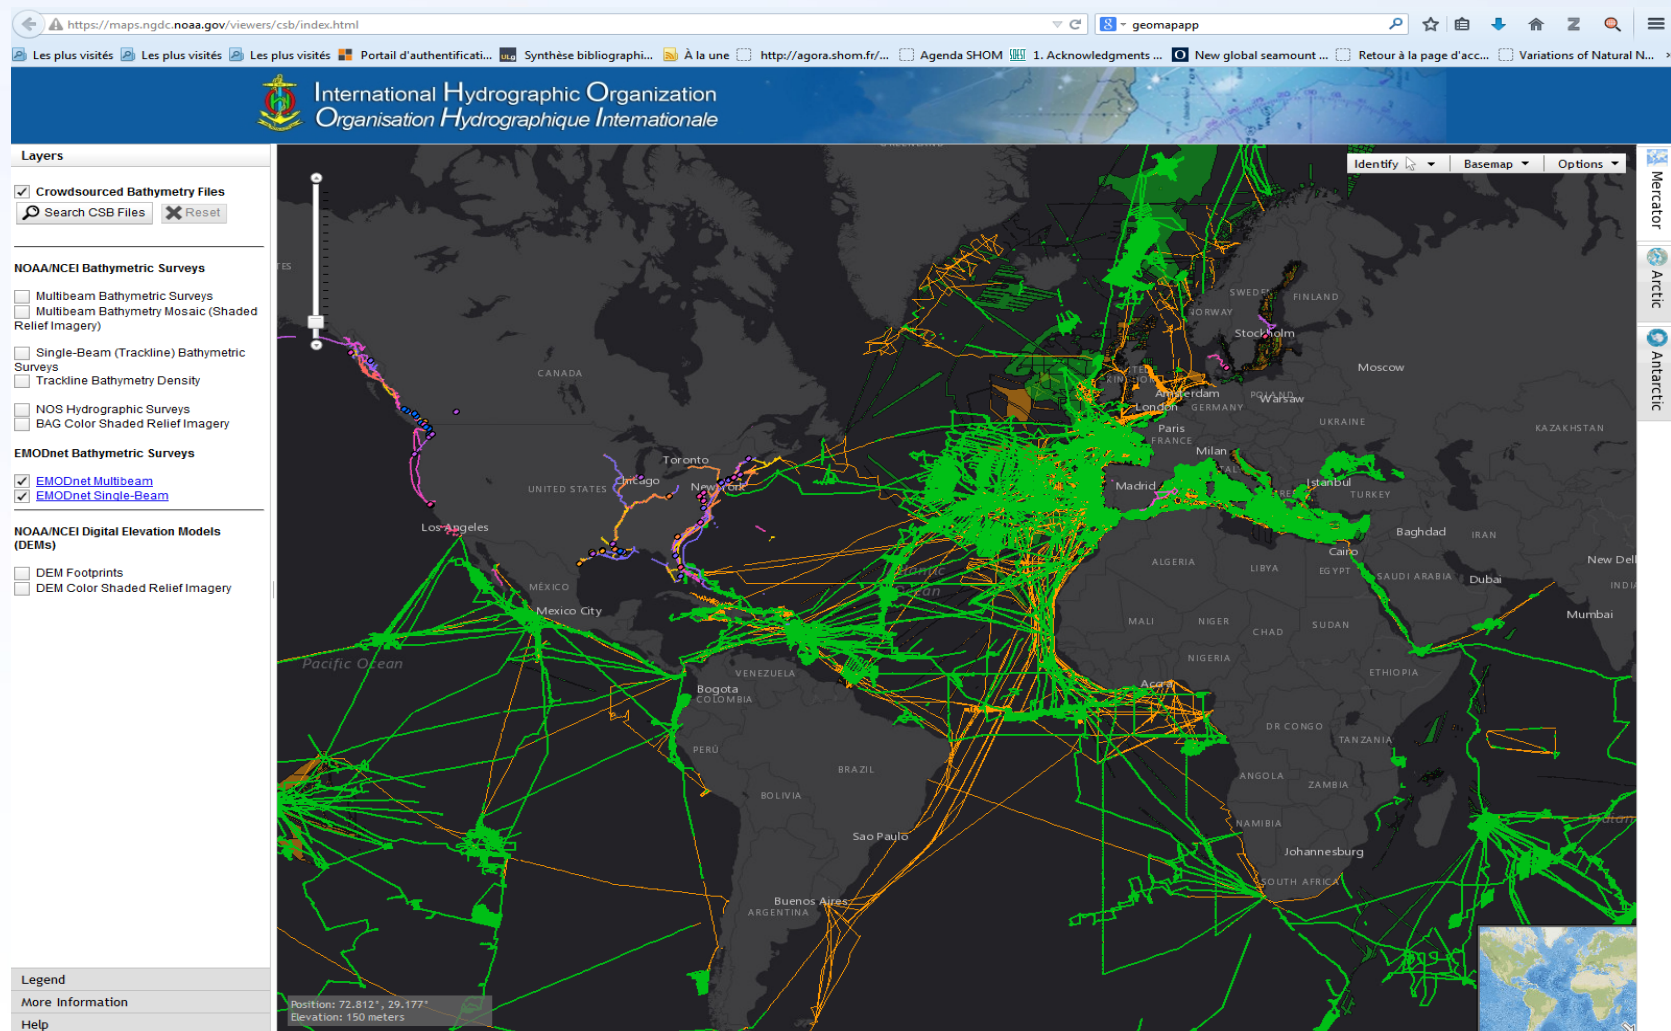 https://maps.ngdc.noaa.gov/viewers/csb/index.html
geomapapp
Les plus visités
Les plus visités
Les plus visités
Portail d'authentificati...
Synthèse bibliographi...
À la une
http://agora.shom.fr/...
Agenda SHOM
1. Acknowledgments ...
New global seamount ...
Retour à la page d'acc...
Variations of Natural N...
International Hydrographic Organization
Organisation Hydrographique Internationale
Layers
Crowdsourced Bathymetry Files
Search CSB Files
Reset
NOAA/NCEI Bathymetric Surveys
Multibeam Bathymetric Surveys
Multibeam Bathymetry Mosaic (Shaded
Relief Imagery)
Single-Beam (Trackline) Bathymetric
Surveys
Trackline Bathymetry Density
NOS Hydrographic Surveys
BAG Color Shaded Relief Imagery
EMODnet Bathymetric Surveys
EMODnet Multibeam
EMODnet Single-Beam
NOAA/NCEI Digital Elevation Models
(DEMs)
DEM Footprints
DEM Color Shaded Relief Imagery
Legend
More Information
Help
Identify
Basemap
Options
Mercator
Arctic
Antarctic
FINLAND
NORWAY
Stockholm
Moscow
CANADA
Amsterdam
Warsaw
London
GERMANY
UKRAINE
KAZAKHSTAN
Paris
FRANCE
Milan
Toronto
Chicago
New York
UNITED STATES
Madrid
Istanbul
TURKEY
Los Angeles
Baghdad
IRAN
Cairo
ALGERIA
LIBYA
EGYPT
SAUDI ARABIA
Dubai
New Del
MÉXICO
Mexico City
Mumbai
MALI
NIGER
CHAD
SUDAN
Pacific Ocean
NIGERIA
ETHIOPIA
VENEZUELA
Bogota
COLOMBIA
DR CONGO
TANZANIA
PERÚ
BRAZIL
ANGOLA
ZAMBIA
BOLIVIA
NAMIBIA
Sao Paulo
Johannesburg
SOUTH AFRICA
Buenos Aires
ARGENTINA
Position: 72.812°, 29.177°
Elevation: 150 meters